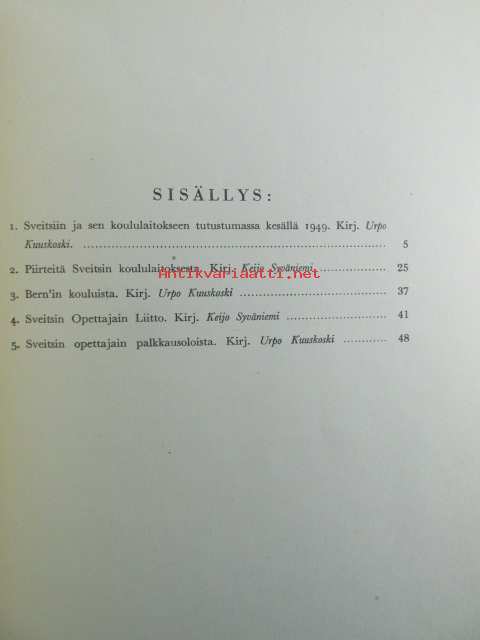 SISÄLLYS:
1. Sveitsiin ja sen koululaitokseen tutustumassa kesällä 1949. Kirj. Urpo
Kuuskoski. .......... 5
2. Piirteitä Sveitsin koululaitoksesta. Kirj. Keijo Syväniemi .......... 25
Antikvariaatti.net
3. Bern'in kouluista. Kirj. Urpo Kuuskoski .......... 37
4. Sveitsin Opettajain Liitto. Kirj. Keijo Syväniemi .......... 41
5. Sveitsin opettajain palkkausoloista. Kirj. Urpo Kuuskoski .......... 48